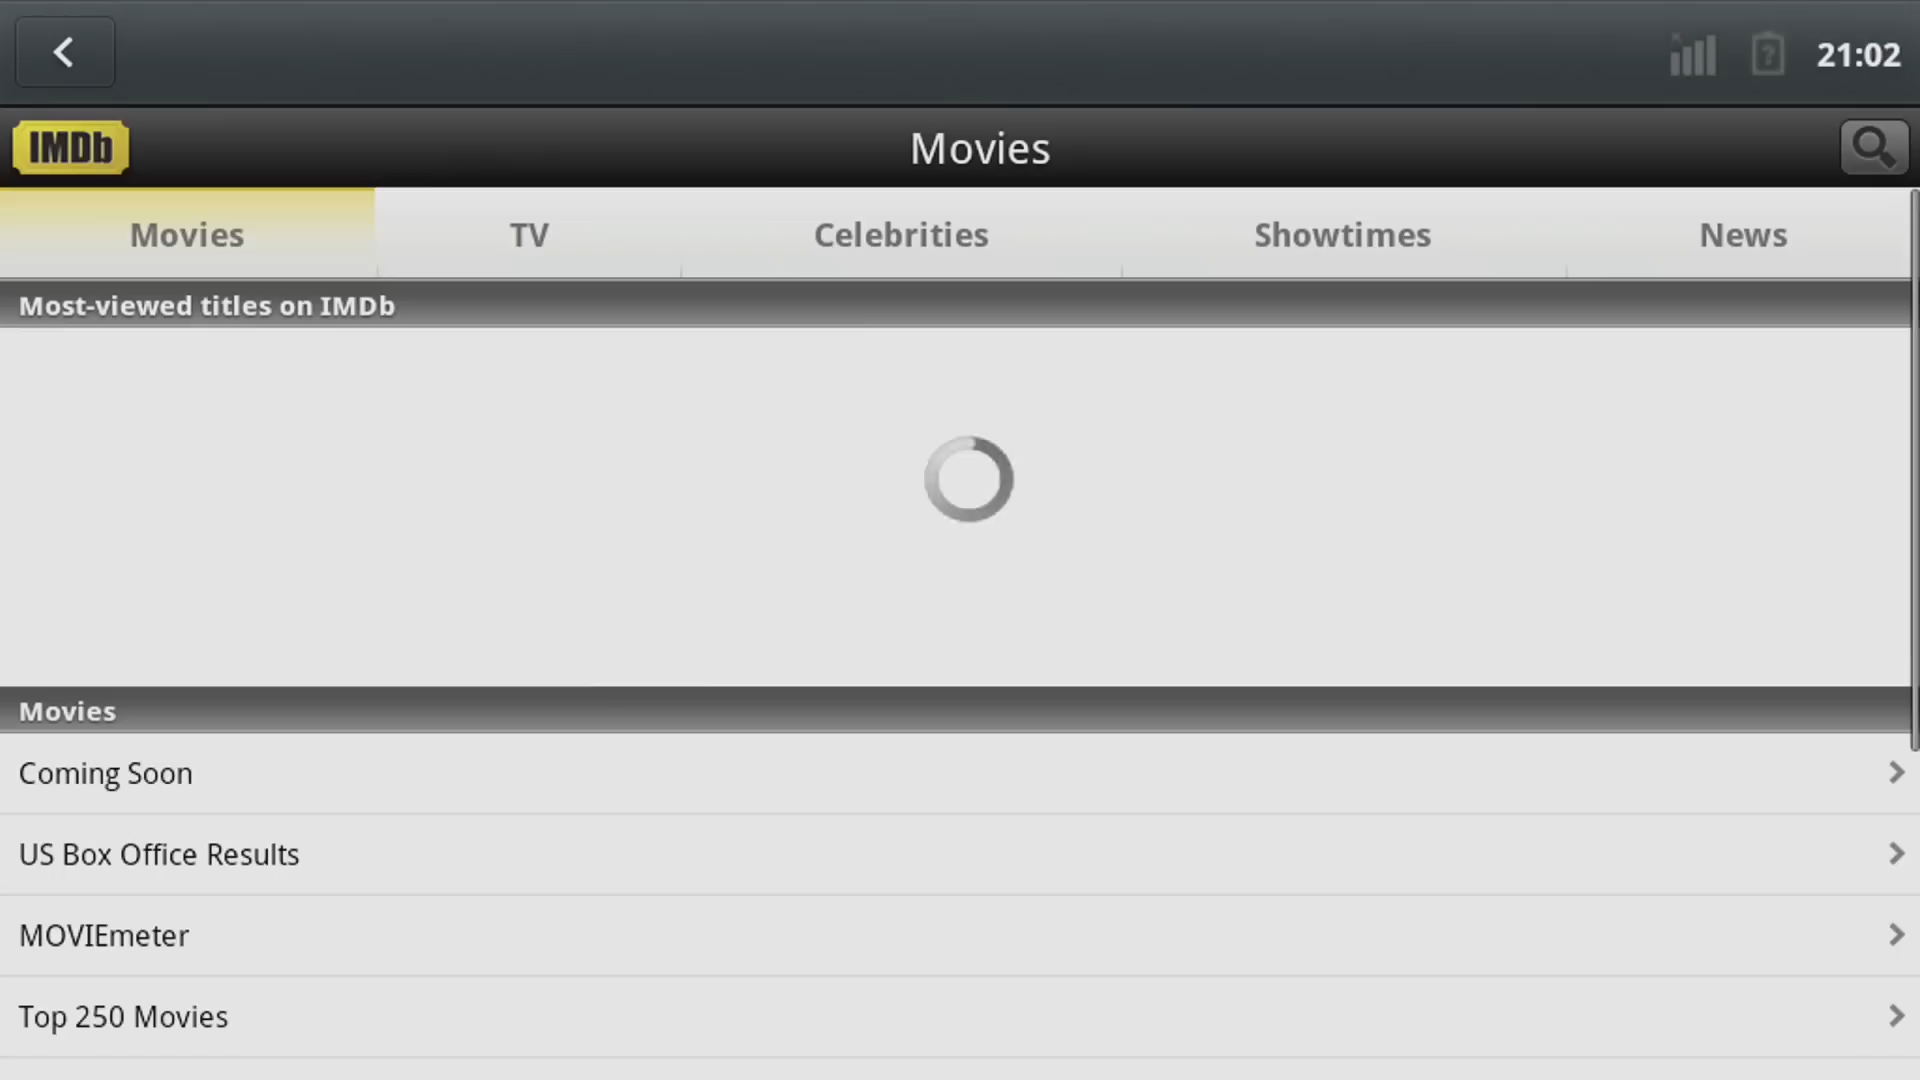 21:02
IMDb
Movies
Movies TV Celebrities Showtimes News
Most-viewed titles on IMDb
Movies
Coming Soon
US Box Office Results
MOVIEmeter
Top 250 Movies